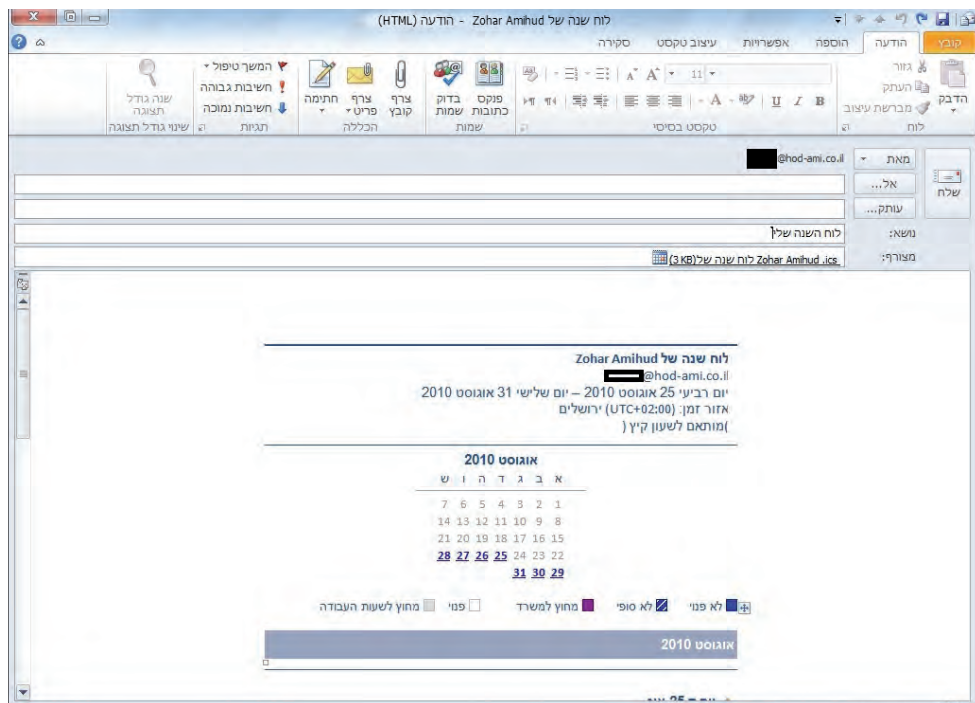 לוח שנה של Zohar Amihud - הודעה (HTML)
קובץ הודעה הוספה אפשרויות עיצוב טקסט סקירה
הדבק
גזור
העתק
מברשת עיצוב
לוח
11
B I U
טקסט בסיסי
פנקס כתובות
בדוק שמות
שמות
צרף קובץ
צרף פריט
חתימה
הכללה
המשך טיפול
חשיבות גבוהה
חשיבות נמוכה
תגיות
שנה גודל תצוגה
שינוי גודל תצוגה
שלח
מאת @hod-ami.co.il
אל...
עותק...
נושא: לוח השנה שלי
מצורף: לוח שנה של Zohar Amihud .ics (3 KB)
לוח שנה של Zohar Amihud
@hod-ami.co.il
יום רביעי 25 אוגוסט 2010 – יום שלישי 31 אוגוסט 2010
אזור זמן: (UTC+02:00) ירושלים
)מותאם לשעון קיץ (
אוגוסט 2010
א ב ג ד ה ו ש
1 2 3 4 5 6 7
8 9 10 11 12 13 14
15 16 17 18 19 20 21
22 23 24 25 26 27 28
29 30 31
לא פנוי לא סופי מחוץ למשרד פנוי מחוץ לשעות העבודה
אוגוסט 2010